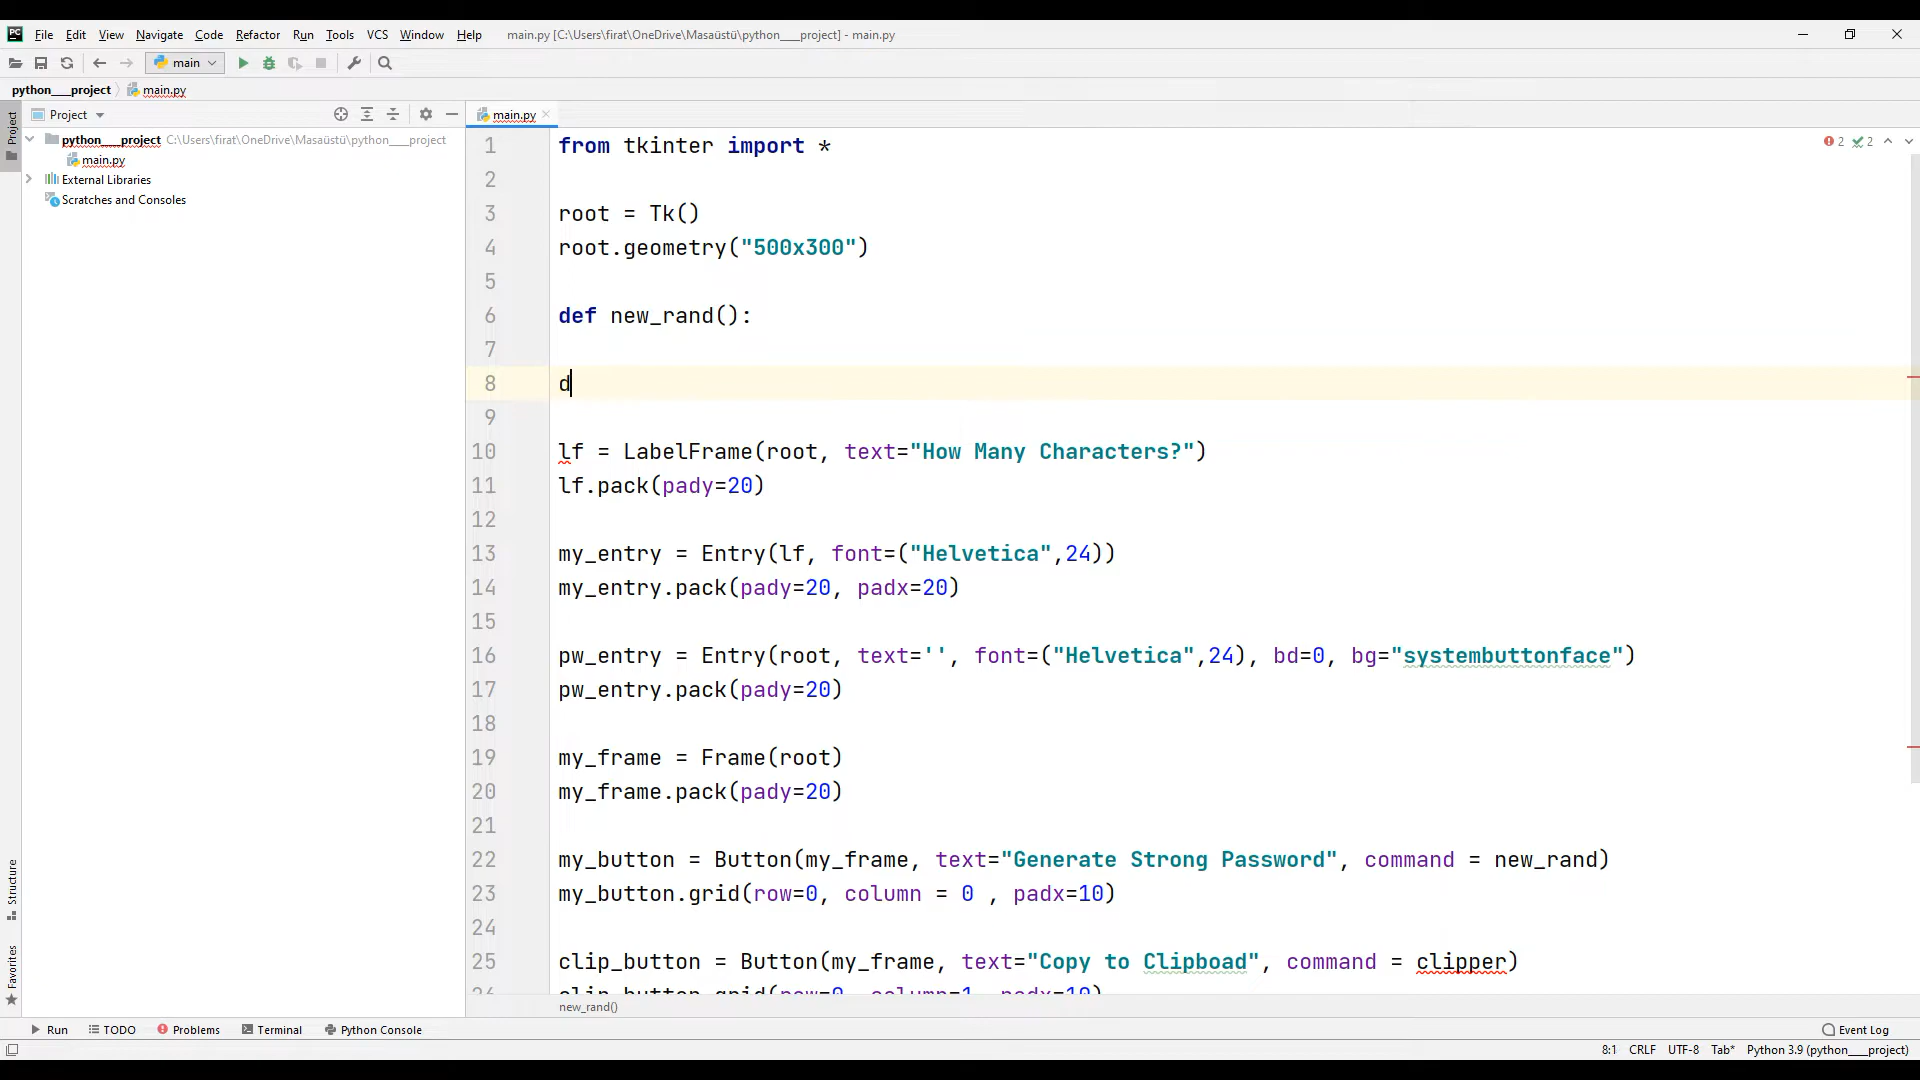 PC File Edit View Navigate Code Refactor Run Tools VCS Window Help main.py [C:\Users\firat\OneDrive\Masaüstü\python___project] - main.py
main
python___project main.py
Project
Project
main.py
python___project C:\Users\firat\OneDrive\Masaüstü\python___project
main.py
External Libraries
Scratches and Consoles
2 2
1 from tkinter import *
2
3 root = Tk()
4 root.geometry("500x300")
5
6 def new_rand():
7
8 d
9
10 lf = LabelFrame(root, text="How Many Characters?")
11 lf.pack(pady=20)
12
13 my_entry = Entry(lf, font=("Helvetica",24))
14 my_entry.pack(pady=20, padx=20)
15
16 pw_entry = Entry(root, text='', font=("Helvetica",24), bd=0, bg="systembuttonface")
17 pw_entry.pack(pady=20)
18
19 my_frame = Frame(root)
20 my_frame.pack(pady=20)
21
22 my_button = Button(my_frame, text="Generate Strong Password", command = new_rand)
23 my_button.grid(row=0, column = 0 , padx=10)
24
25 clip_button = Button(my_frame, text="Copy to Clipboad", command = clipper)
26 clip_button.grid(row=0, column=1, padx=10)
new_rand()
Structure
Favorites
Run TODO Problems Terminal Python Console Event Log
8:1 CRLF UTF-8 Tab* Python 3.9 (python___project)